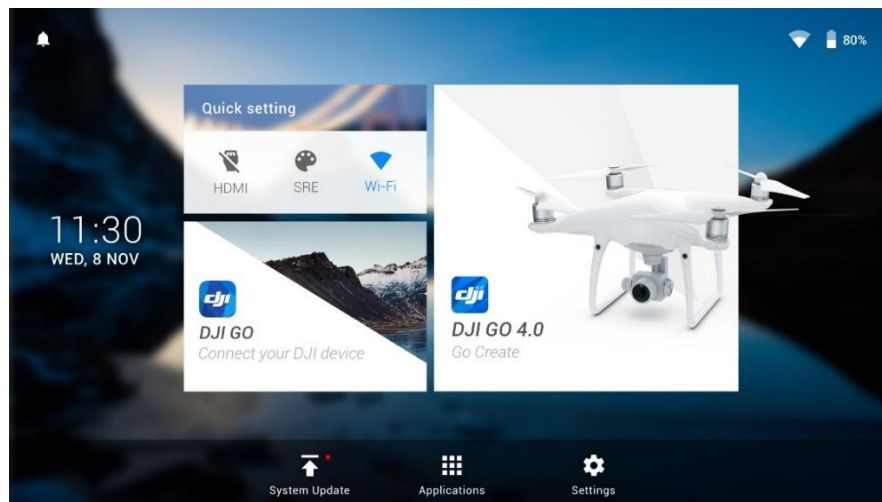 80%
Quick setting
HDMI
SRE
Wi-Fi
11:30
WED, 8 NOV
dji
DJI GO
Connect your DJI device
dji
DJI GO 4.0
Go Create
System Update
Applications
Settings